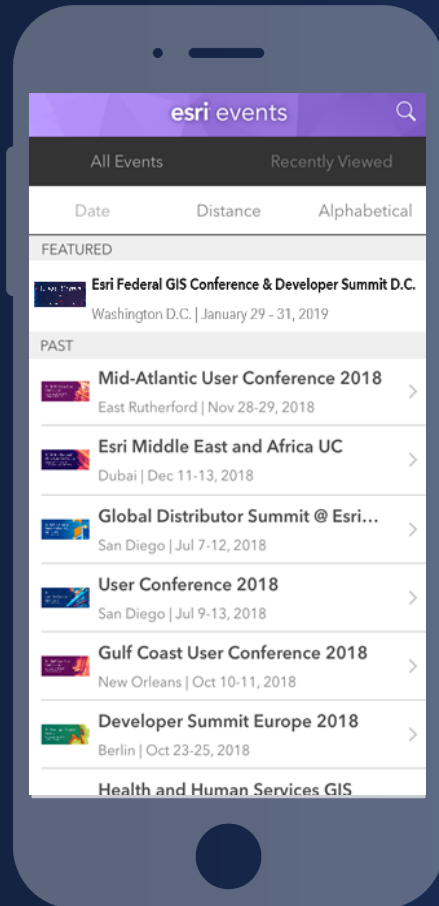 esri events
All Events Recently Viewed
Date Distance Alphabetical
FEATURED
Esri Federal GIS Conference & Developer Summit D.C.
Washington D.C. | January 29 - 31, 2019
PAST
Mid-Atlantic User Conference 2018
East Rutherford | Nov 28-29, 2018
Esri Middle East and Africa UC
Dubai | Dec 11-13, 2018
Global Distributor Summit @ Esri...
San Diego | Jul 7-12, 2018
User Conference 2018
San Diego | Jul 9-13, 2018
Gulf Coast User Conference 2018
New Orleans | Oct 10-11, 2018
Developer Summit Europe 2018
Berlin | Oct 23-25, 2018
Health and Human Services GIS